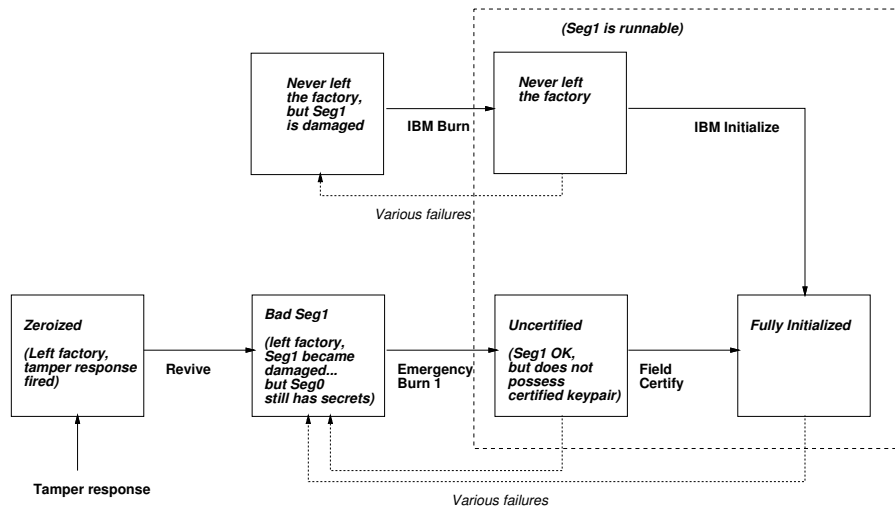 (Seg1 is runnable)
Never left
the factory,
but Seg1
is damaged
IBM Burn
Never left
the factory
IBM Initialize
Various failures
Zeroized
(Left factory,
tamper response
fired)
Revive
Bad Seg1
(left factory,
Seg1 became
damaged...
but Seg0
still has secrets)
Emergency
Burn 1
Uncertified
(Seg1 OK,
but does not
possess
certified keypair)
Field
Certify
Fully Initialized
Tamper response
Various failures